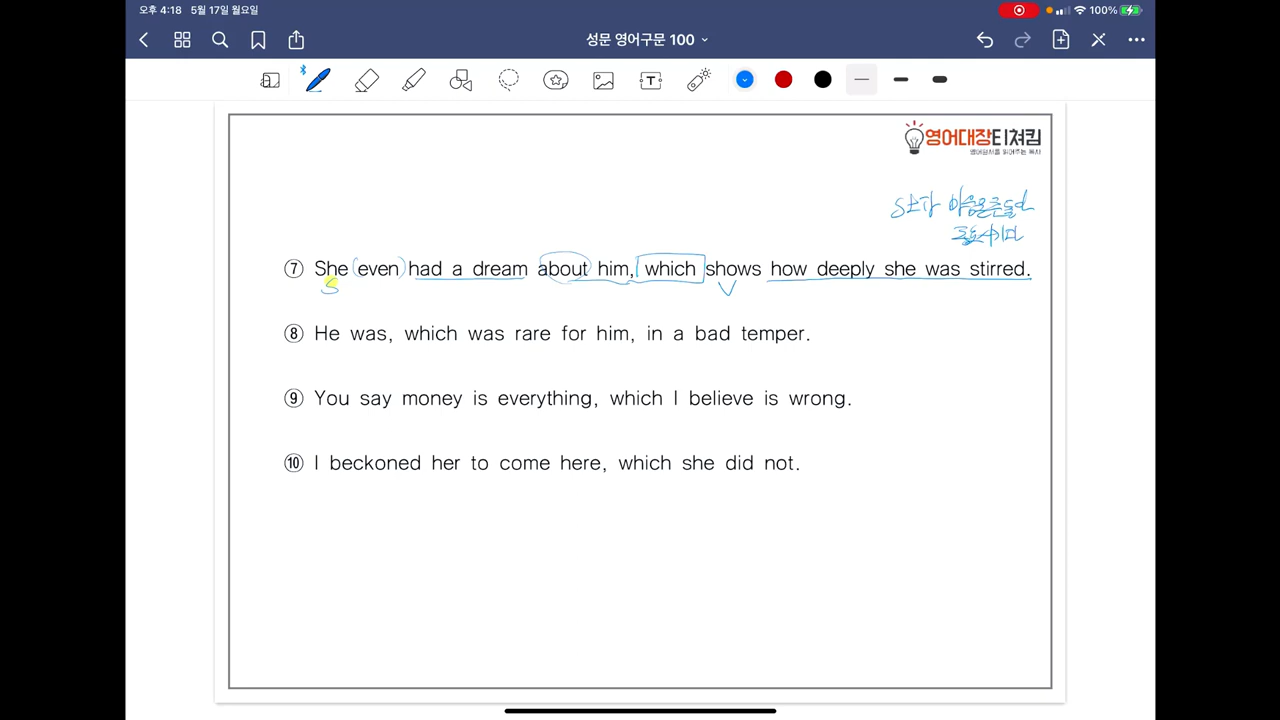 오후 4:18 5월 17일 월요일
100%
성문 영어구문 100
T
영어대장티쳐킴
⑦ She even had a dream about him, which shows how deeply she was stirred.
S
V
⑧ He was, which was rare for him, in a bad temper.
⑨ You say money is everything, which I believe is wrong.
⑩ I beckoned her to come here, which she did not.